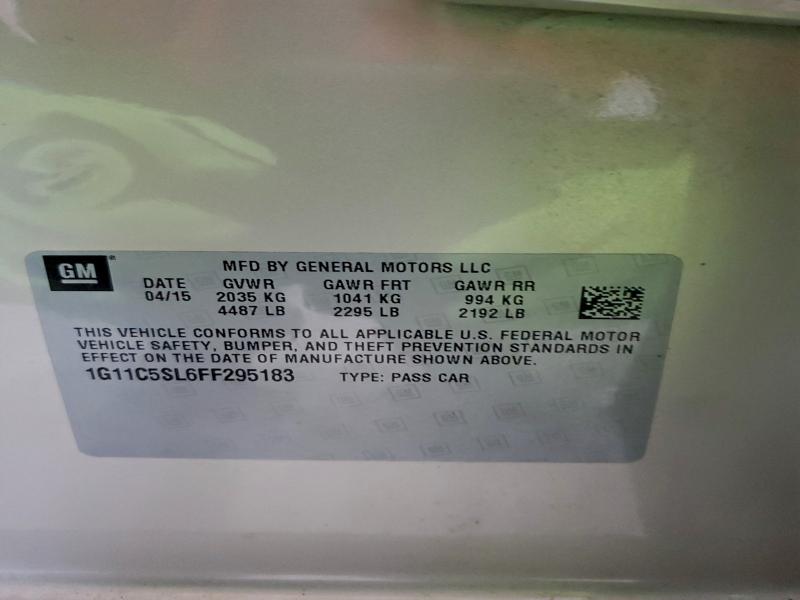 GM
MFD BY GENERAL MOTORS LLC
DATE GVWR GAWR FRT GAWR RR
04/15 2035 KG 1041 KG 994 KG
4487 LB 2295 LB 2192 LB
THIS VEHICLE CONFORMS TO ALL APPLICABLE U.S. FEDERAL MOTOR
VEHICLE SAFETY, BUMPER, AND THEFT PREVENTION STANDARDS IN
EFFECT ON THE DATE OF MANUFACTURE SHOWN ABOVE.
1G11C5SL6FF295183 TYPE: PASS CAR